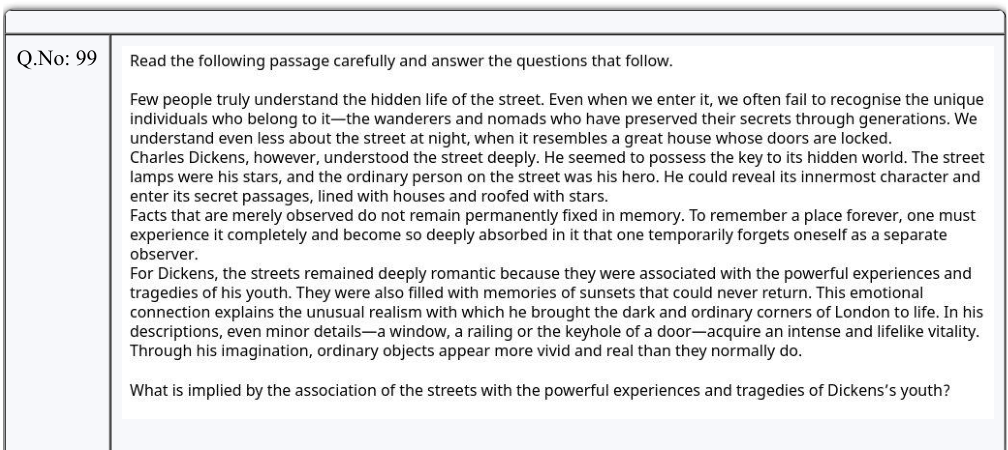 Q.No: 99
Read the following passage carefully and answer the questions that follow.
Few people truly understand the hidden life of the street. Even when we enter it, we often fail to recognise the unique
individuals who belong to it—the wanderers and nomads who have preserved their secrets through generations. We
understand even less about the street at night, when it resembles a great house whose doors are locked.
Charles Dickens, however, understood the street deeply. He seemed to possess the key to its hidden world. The street
lamps were his stars, and the ordinary person on the street was his hero. He could reveal its innermost character and
enter its secret passages, lined with houses and roofed with stars.
Facts that are merely observed do not remain permanently fixed in memory. To remember a place forever, one must
experience it completely and become so deeply absorbed in it that one temporarily forgets oneself as a separate
observer.
For Dickens, the streets remained deeply romantic because they were associated with the powerful experiences and
tragedies of his youth. They were also filled with memories of sunsets that could never return. This emotional
connection explains the unusual realism with which he brought the dark and ordinary corners of London to life. In his
descriptions, even minor details—a window, a railing or the keyhole of a door—acquire an intense and lifelike vitality.
Through his imagination, ordinary objects appear more vivid and real than they normally do.
What is implied by the association of the streets with the powerful experiences and tragedies of Dickens’s youth?